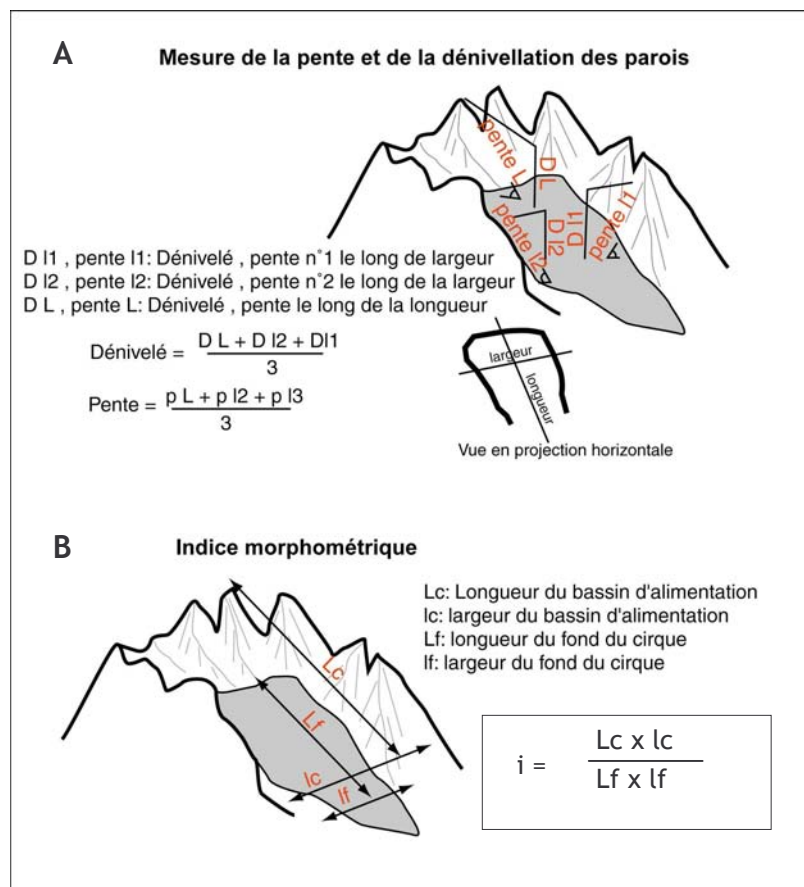 A
Mesure de la pente et de la dénivellation des parois
pente L
D L
pente l2
D l2
D l1
pente l1
D l1 , pente l1: Dénivelé , pente n°1 le long de largeur
D l2 , pente l2: Dénivelé , pente n°2 le long de la largeur
D L , pente L: Dénivelé , pente le long de la longueur
Dénivelé = D L + D l2 + Dl1
3
Pente = p L + p l2 + p l3
3
largeur
longueur
Vue en projection horizontale
B
Indice morphométrique
Lc: Longueur du bassin d'alimentation
lc: largeur du bassin d'alimentation
Lf: longueur du fond du cirque
lf: largeur du fond du cirque
Lc
Lf
lc
lf
i = Lc x lc
Lf x lf